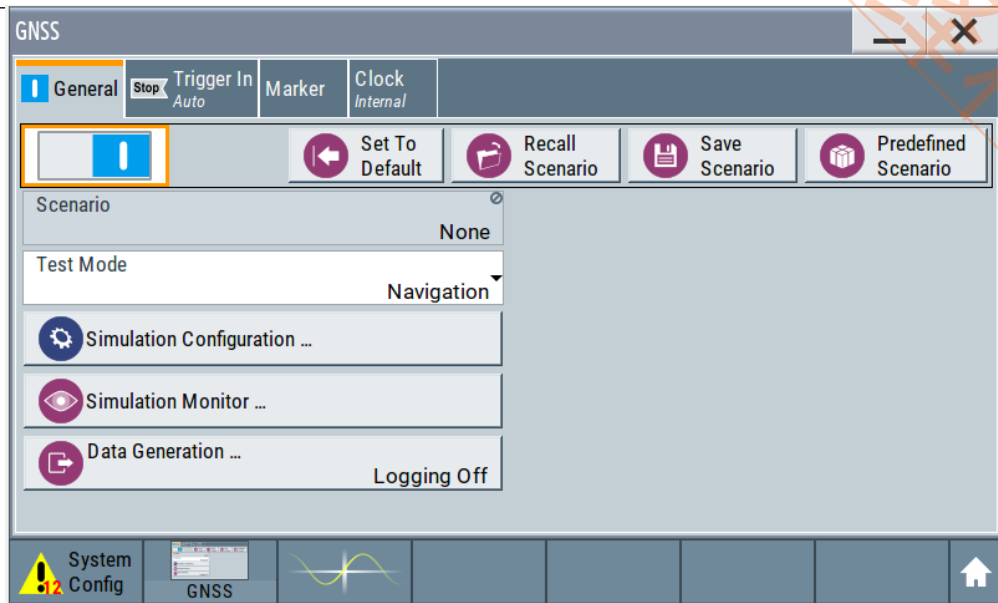 GNSS
General
Stop
Trigger In
Auto
Marker
Clock
Internal
Set To
Default
Recall
Scenario
Save
Scenario
Predefined
Scenario
Scenario
None
Test Mode
Navigation
Simulation Configuration ...
Simulation Monitor ...
Data Generation ...
Logging Off
System
Config
12
GNSS